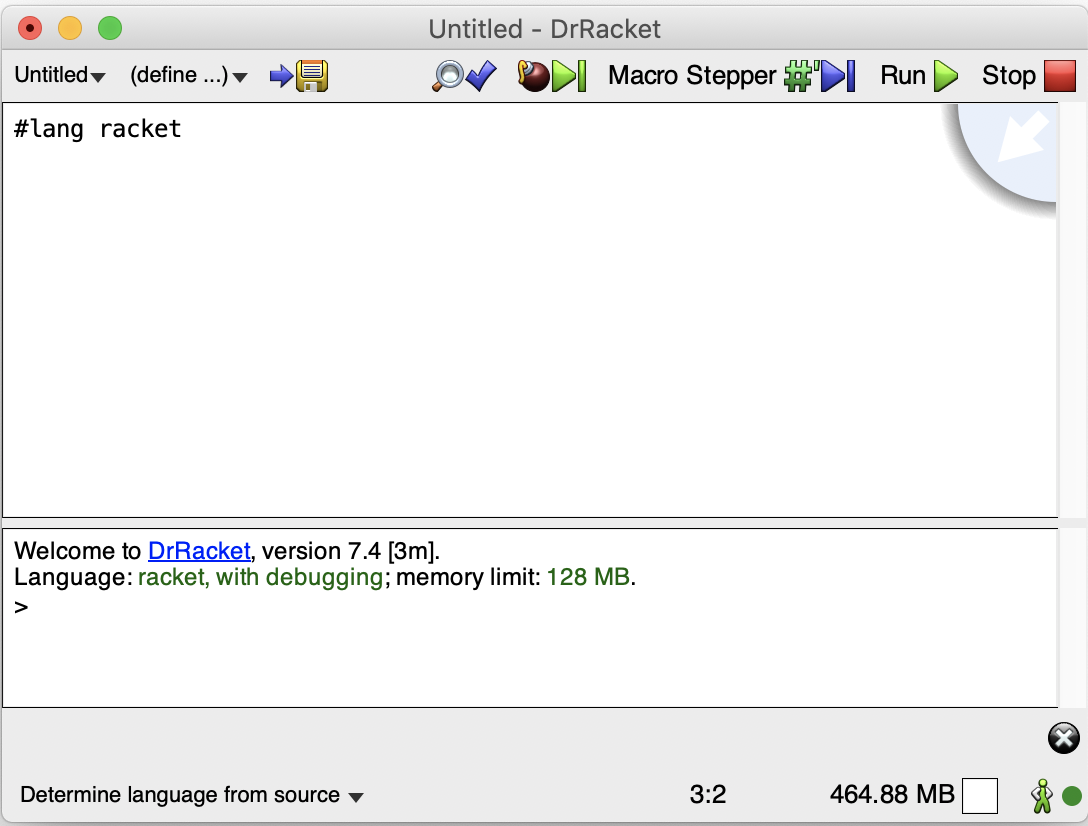 Untitled - DrRacket
Untitled (define ...) Macro Stepper #' Run Stop
#lang racket
Welcome to DrRacket, version 7.4 [3m].
Language: racket, with debugging; memory limit: 128 MB.
>
Determine language from source 3:2 464.88 MB